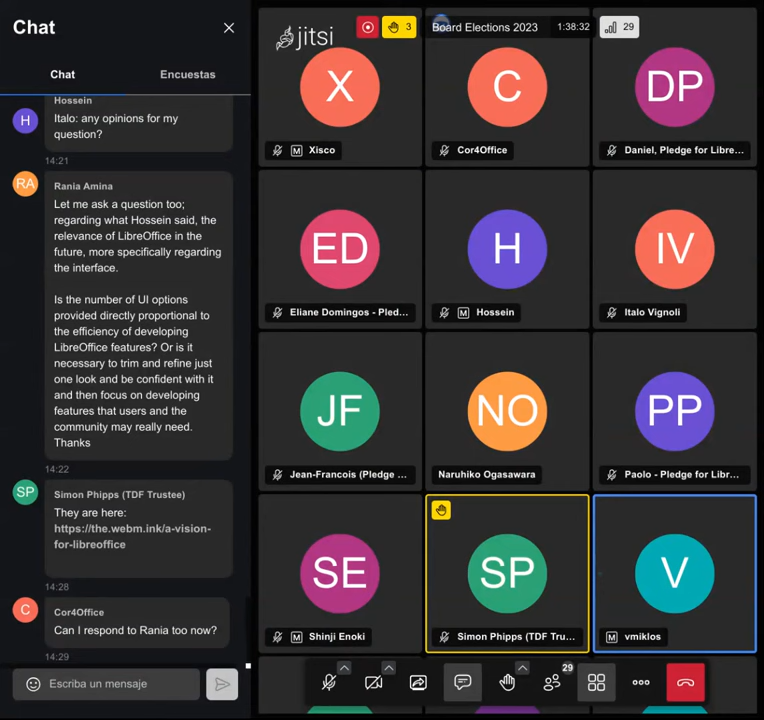 Chat
Chat
Encuestas
Hossein
H
Italo: any opinions for my
question?
14:21
RA
Rania Amina
Let me ask a question too;
regarding what Hossein said, the
relevance of LibreOffice in the
future, more specifically regarding
the interface.
Is the number of UI options
provided directly proportional to
the efficiency of developing
LibreOffice features? Or is it
necessary to trim and refine just
one look and be confident with it
and then focus on developing
features that users and the
community may really need.
Thanks
14:22
SP
Simon Phipps (TDF Trustee)
They are here:
https://the.webm.ink/a-vision-
for-libreoffice
14:28
C
Cor4Office
Can I respond to Rania too now?
14:29
Escriba un mensaje
jitsi
3
Board Elections 2023
1:38:32
29
X
M Xisco
C
Cor4Office
DP
Daniel, Pledge for Libre...
ED
Eliane Domingos - Pled...
H
M Hossein
IV
Italo Vignoli
JF
Jean-Francois (Pledge ...
NO
Naruhiko Ogasawara
PP
Paolo - Pledge for Libr...
SE
M Shinji Enoki
SP
Simon Phipps (TDF Tru...
V
M vmiklos
29